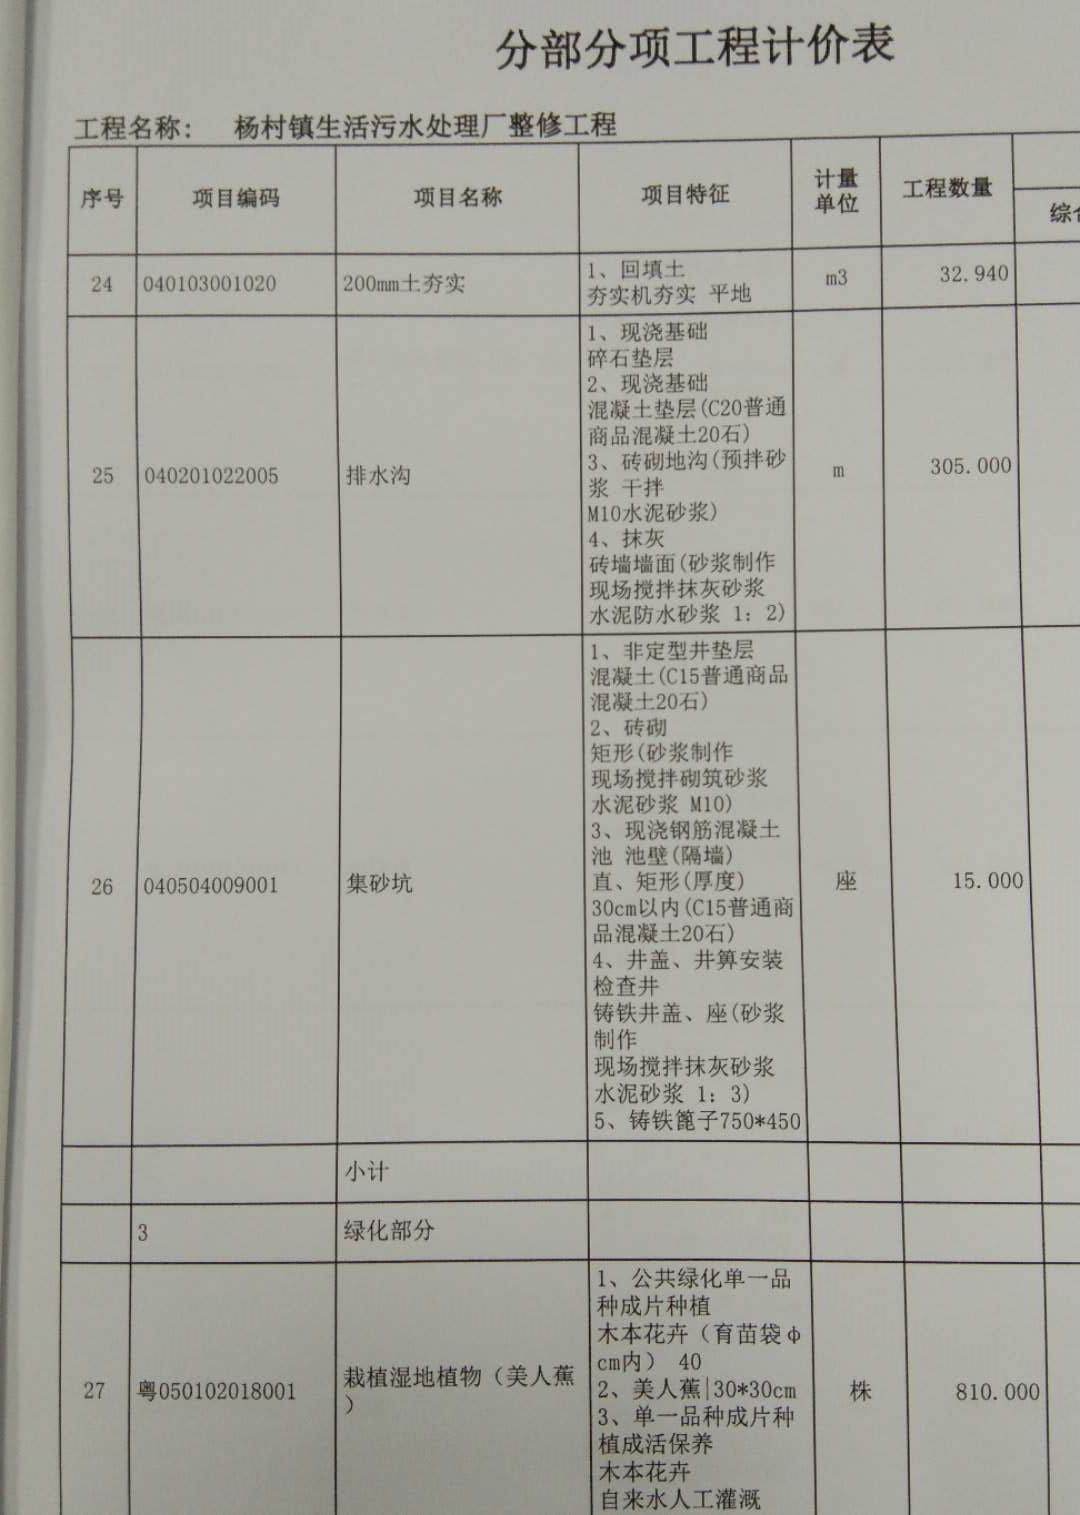 分部分项工程计价表
工程名称： 杨村镇生活污水处理厂整修工程
序号 项目编码 项目名称 项目特征 计量
单位 工程数量
24 040103001020 200mm土夯实 1、回填土
夯实机夯实 平地 m3 32.940
25 040201022005 排水沟 1、现浇基础
碎石垫层
2、现浇基础
混凝土垫层(C20普通
商品混凝土20石)
3、砖砌地沟(预拌砂
浆 干拌
M10水泥砂浆)
4、抹灰
砖墙墙面(砂浆制作
现场搅拌抹灰砂浆
水泥防水砂浆 1：2) m 305.000
26 040504009001 集砂坑 1、非定型井垫层
混凝土(C15普通商品
混凝土20石)
2、砖砌
矩形(砂浆制作
现场搅拌砌筑砂浆
水泥砂浆 M10)
3、现浇钢筋混凝土
池 池壁(隔墙)
直、矩形(厚度)
30cm以内(C15普通商
品混凝土20石)
4、井盖、井箅安装
检查井
铸铁井盖、座(砂浆
制作
现场搅拌抹灰砂浆
水泥砂浆 1：3)
5、铸铁篦子750*450 座 15.000
小计
3 绿化部分
27 粤050102018001 栽植湿地植物（美人蕉
） 1、公共绿化单一品
种成片种植
木本花卉（育苗袋φ
cm内） 40
2、美人蕉|30*30cm
3、单一品种成片种
植成活保养
木本花卉
自来水人工灌溉 株 810.000